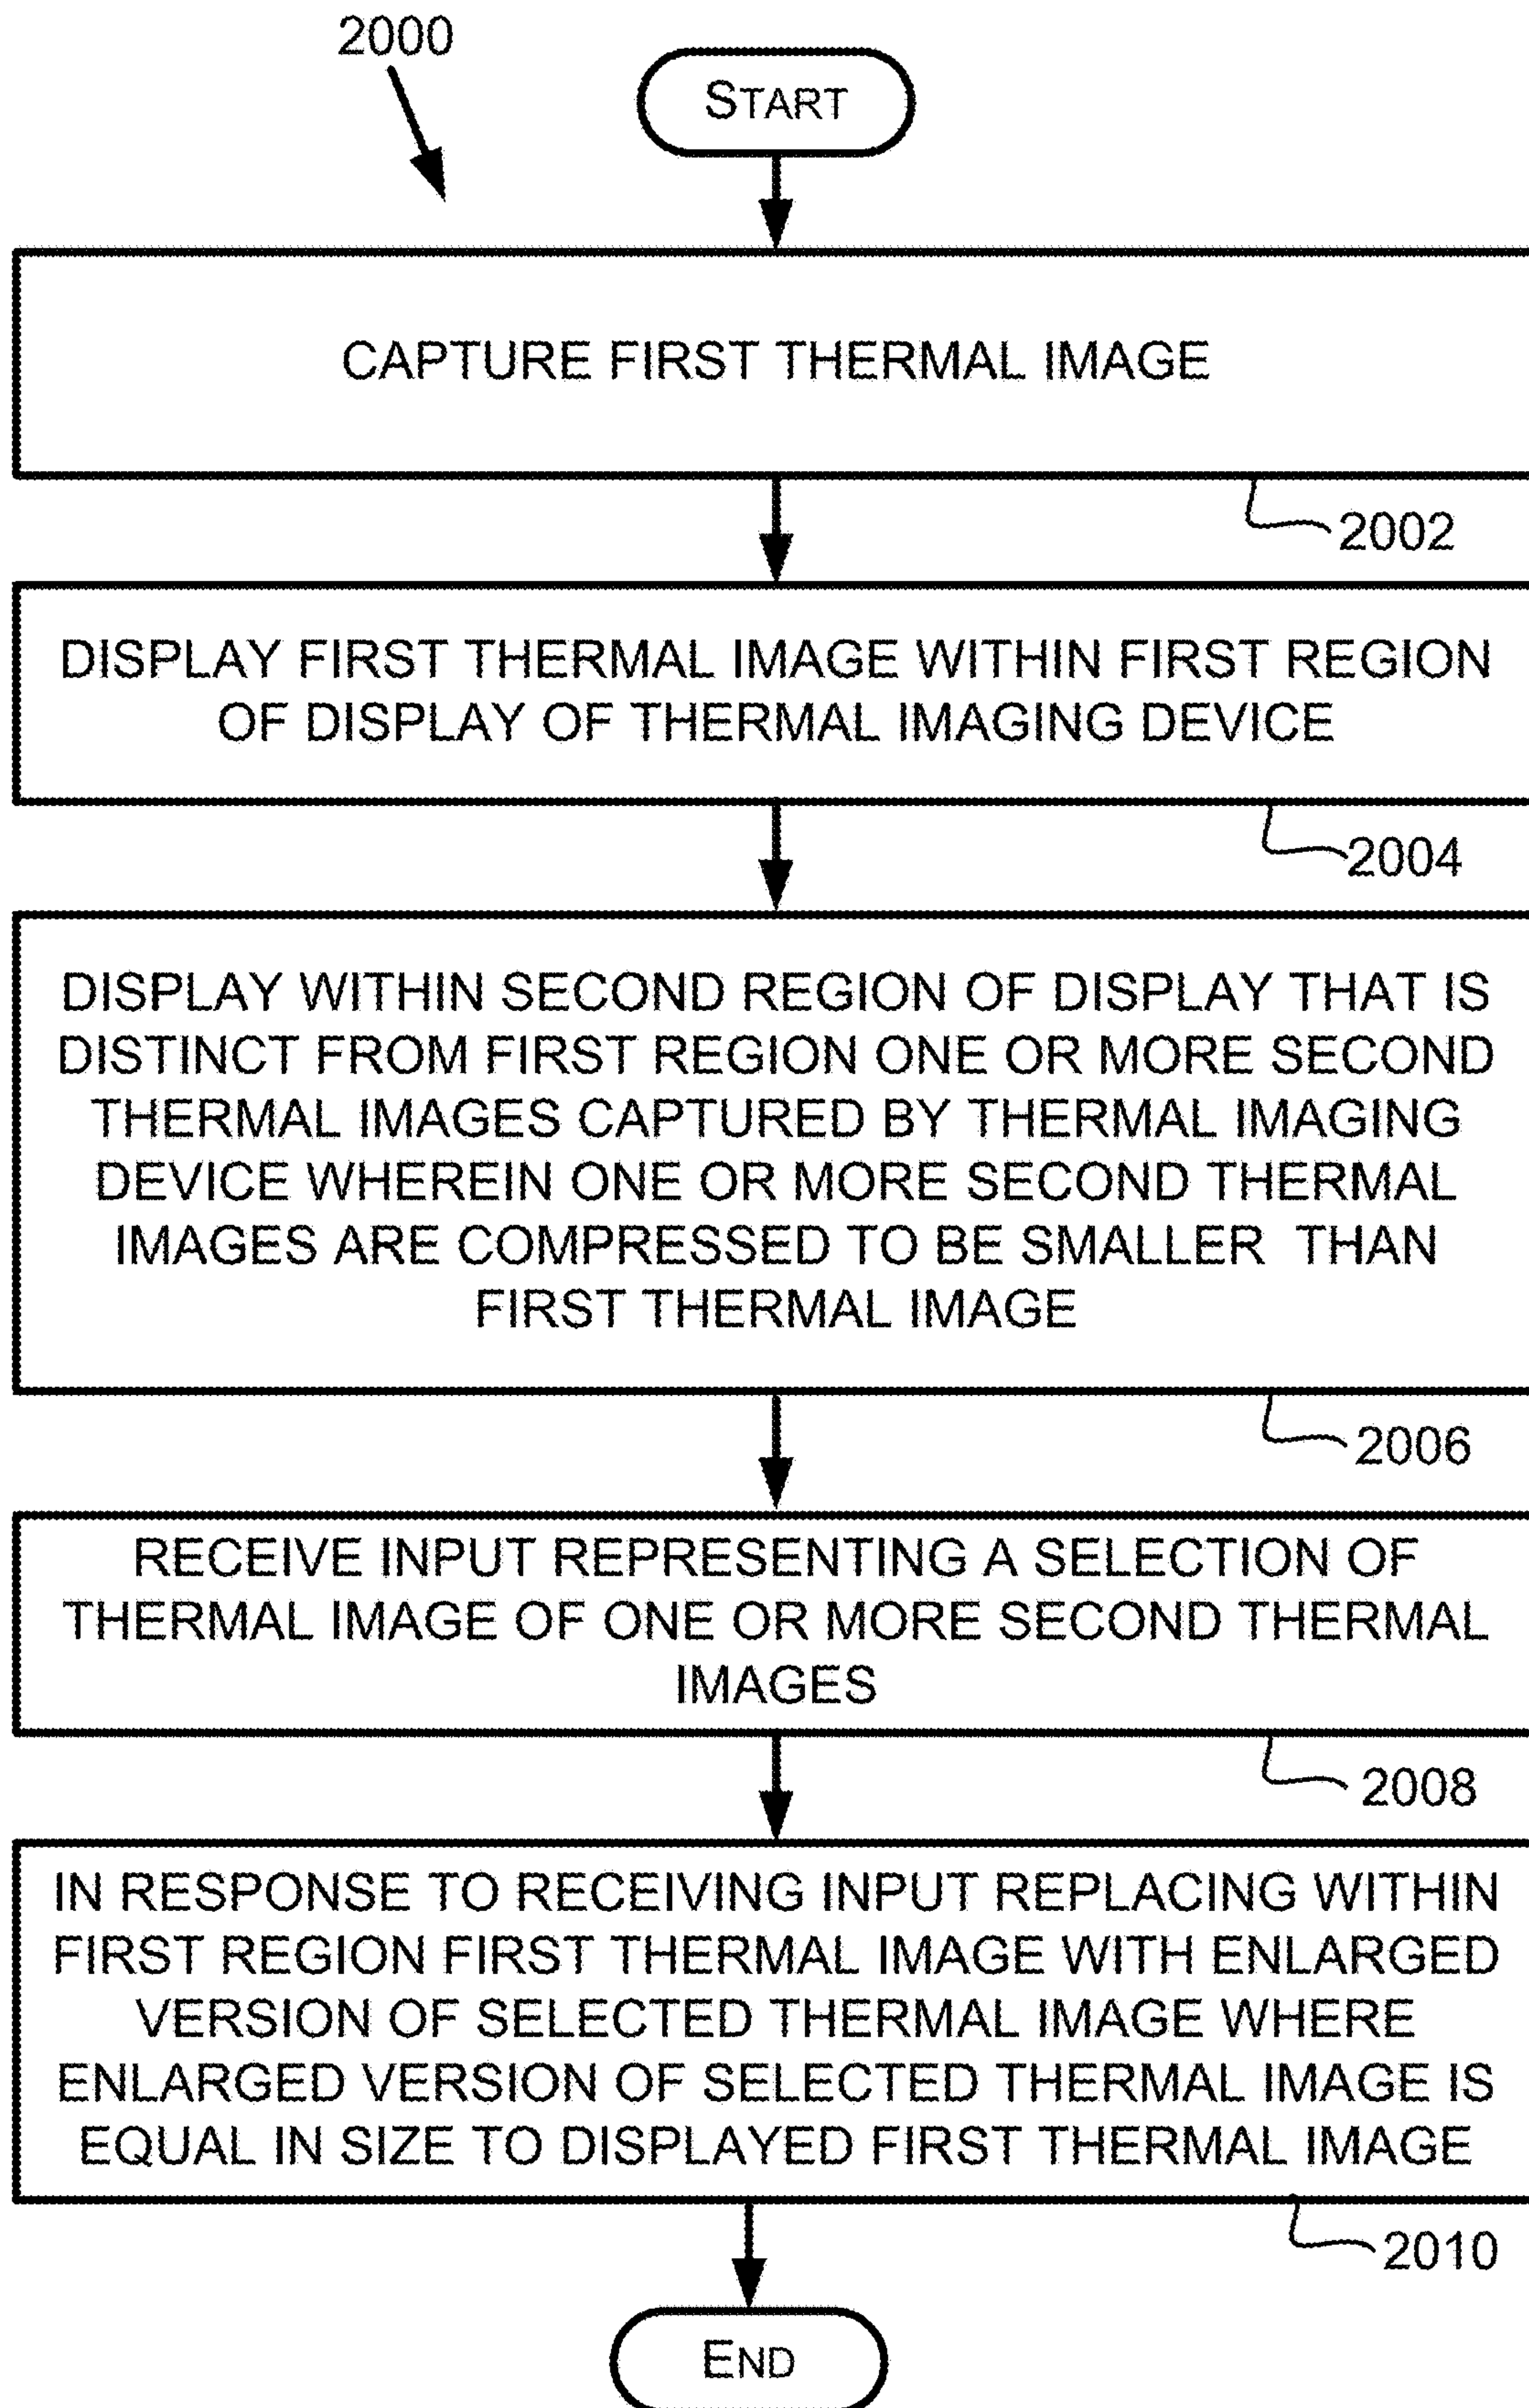 2000
START
CAPTURE FIRST THERMAL IMAGE
2002
DISPLAY FIRST THERMAL IMAGE WITHIN FIRST REGION
OF DISPLAY OF THERMAL IMAGING DEVICE
2004
DISPLAY WITHIN SECOND REGION OF DISPLAY THAT IS
DISTINCT FROM FIRST REGION ONE OR MORE SECOND
THERMAL IMAGES CAPTURED BY THERMAL IMAGING
DEVICE WHEREIN ONE OR MORE SECOND THERMAL
IMAGES ARE COMPRESSED TO BE SMALLER THAN
FIRST THERMAL IMAGE
2006
RECEIVE INPUT REPRESENTING A SELECTION OF
THERMAL IMAGE OF ONE OR MORE SECOND THERMAL
IMAGES
2008
IN RESPONSE TO RECEIVING INPUT REPLACING WITHIN
FIRST REGION FIRST THERMAL IMAGE WITH ENLARGED
VERSION OF SELECTED THERMAL IMAGE WHERE
ENLARGED VERSION OF SELECTED THERMAL IMAGE IS
EQUAL IN SIZE TO DISPLAYED FIRST THERMAL IMAGE
2010
END